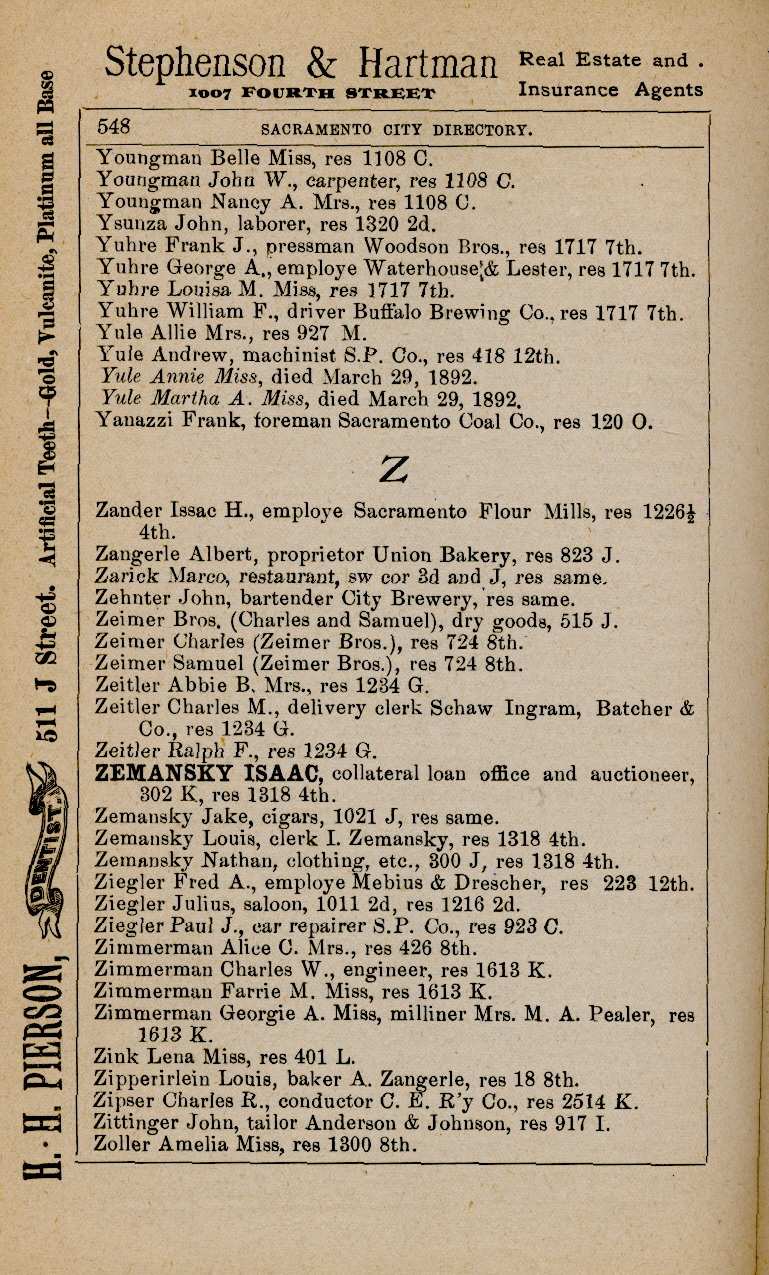 Stephenson & Hartman Real Estate and .
1007 FOURTH STREET Insurance Agents
548 SACRAMENTO CITY DIRECTORY.
Youngman Belle Miss, res 1108 C.
Youngman John W., carpenter, res 1108 C.
Youngman Nancy A. Mrs., res 1108 C.
Ysunza John, laborer, res 1320 2d.
Yuhre Frank J., pressman Woodson Bros., res 1717 7th.
Yuhre George A., employe Waterhouse & Lester, res 1717 7th.
Yuhre Louisa M. Miss, res 1717 7th.
Yuhre William F., driver Buffalo Brewing Co., res 1717 7th.
Yule Allie Mrs., res 927 M.
Yule Andrew, machinist S.P. Co., res 418 12th.
Yule Annie Miss, died March 29, 1892.
Yule Martha A. Miss, died March 29, 1892.
Yanazzi Frank, foreman Sacramento Coal Co., res 120 O.
Z
Zander Issac H., employe Sacramento Flour Mills, res 1226½
4th.
Zangerle Albert, proprietor Union Bakery, res 823 J.
Zarick Marco, restaurant, sw cor 3d and J, res same.
Zehnter John, bartender City Brewery, res same.
Zeimer Bros. (Charles and Samuel), dry goods, 515 J.
Zeimer Charles (Zeimer Bros.), res 724 8th.
Zeimer Samuel (Zeimer Bros.), res 724 8th.
Zeitler Abbie B. Mrs., res 1234 G.
Zeitler Charles M., delivery clerk Schaw Ingram, Batcher &
Co., res 1234 G.
Zeitler Ralph F., res 1234 G.
ZEMANSKY ISAAC, collateral loan office and auctioneer,
302 K, res 1318 4th.
Zemansky Jake, cigars, 1021 J, res same.
Zemansky Louis, clerk I. Zemansky, res 1318 4th.
Zemansky Nathan, clothing, etc., 300 J, res 1318 4th.
Ziegler Fred A., employe Mebius & Drescher, res 223 12th.
Ziegler Julius, saloon, 1011 2d, res 1216 2d.
Ziegler Paul J., car repairer S.P. Co., res 923 C.
Zimmerman Alice C. Mrs., res 426 8th.
Zimmerman Charles W., engineer, res 1613 K.
Zimmerman Farrie M. Miss, res 1613 K.
Zimmerman Georgie A. Miss, milliner Mrs. M. A. Pealer, res
1613 K.
Zink Lena Miss, res 401 L.
Zipperirlein Louis, baker A. Zangerle, res 18 8th.
Zipser Charles R., conductor C. E. R'y Co., res 2514 K.
Zittinger John, tailor Anderson & Johnson, res 917 I.
Zoller Amelia Miss, res 1300 8th.
H. H. PIERSON, DENTIST. 511 J Street. Artificial Teeth—Gold, Vulcanite, Platinum all Base